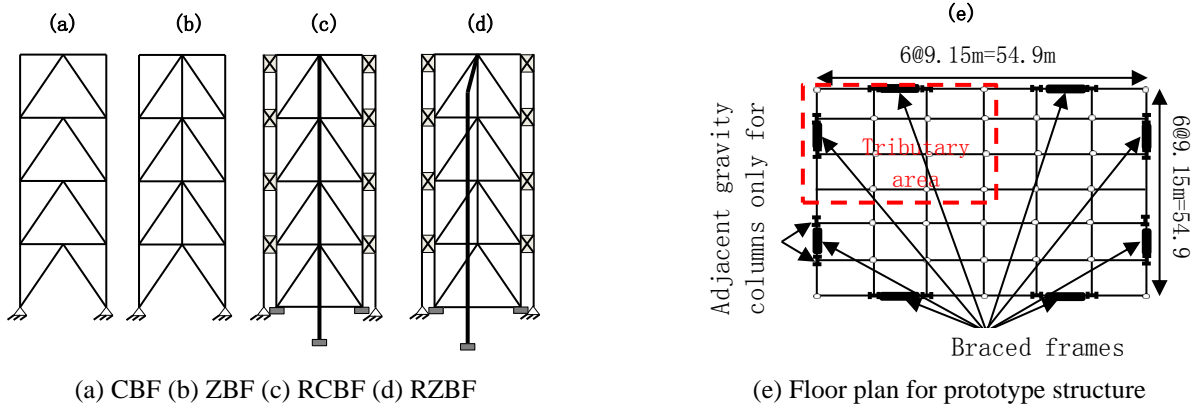 (a)
(b)
(c)
(d)
(e)
6@9.15m=54.9m
Adjacent gravity
columns only for
Tributary
area
6@9.15m=54.9
Braced frames
(a) CBF (b) ZBF (c) RCBF (d) RZBF
(e) Floor plan for prototype structure